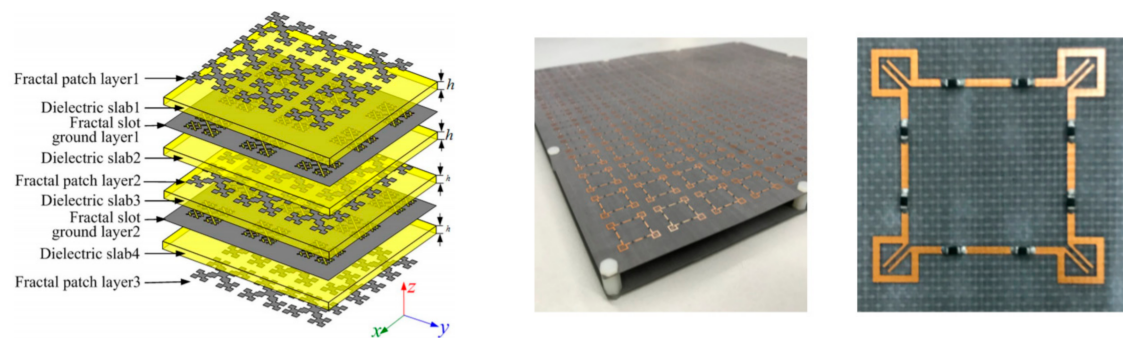 Fractal patch layer1
h
Dielectric slab1
Fractal slot
ground layer1
h
Dielectric slab2
Fractal patch layer2
h
Dielectric slab3
Fractal slot
ground layer2
h
Dielectric slab4
Fractal patch layer3
z
x
y